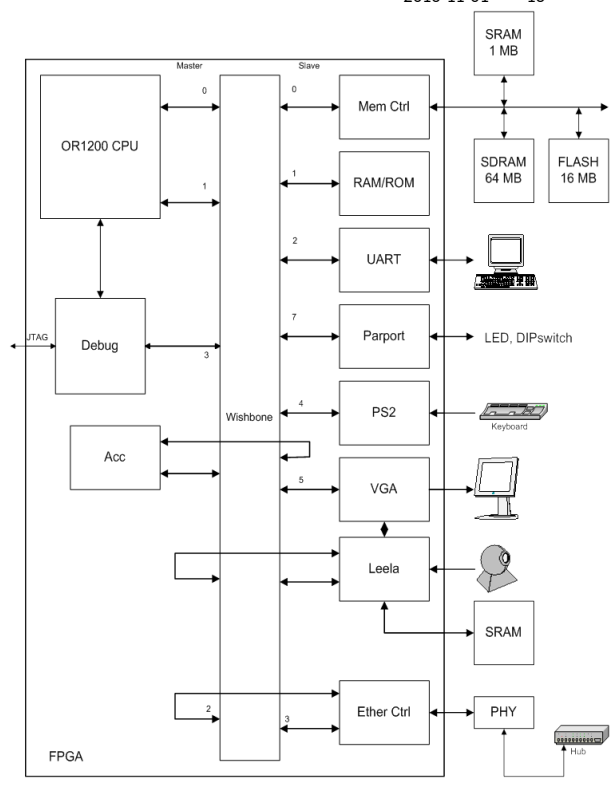 SRAM
1 MB
Master
Slave
0
0
OR1200 CPU
Mem Ctrl
SDRAM
64 MB
FLASH
16 MB
1
1
RAM/ROM
2
UART
7
JTAG
Debug
3
Parport
LED, DIPswitch
4
Wishbone
PS2
Keyboard
Acc
5
VGA
Leela
SRAM
2
3
Ether Ctrl
PHY
Hub
FPGA